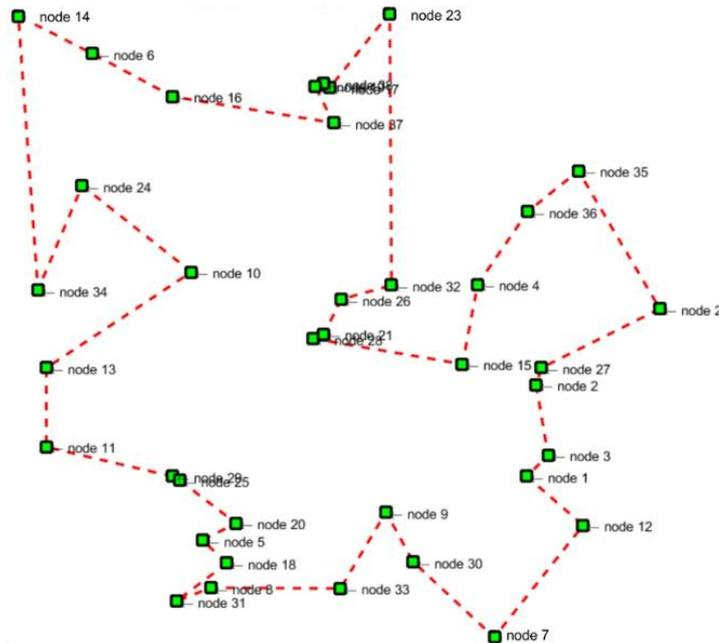 node 14
node 23
node 6
node 16
node 37
node 35
node 24
node 36
node 10
node 34
node 32
node 4
node 26
node 2
node 21
node 28
node 15
node 27
node 13
node 2
node 11
node 3
node 29
node 25
node 1
node 9
node 20
node 12
node 5
node 18
node 30
node 8
node 33
node 31
node 7